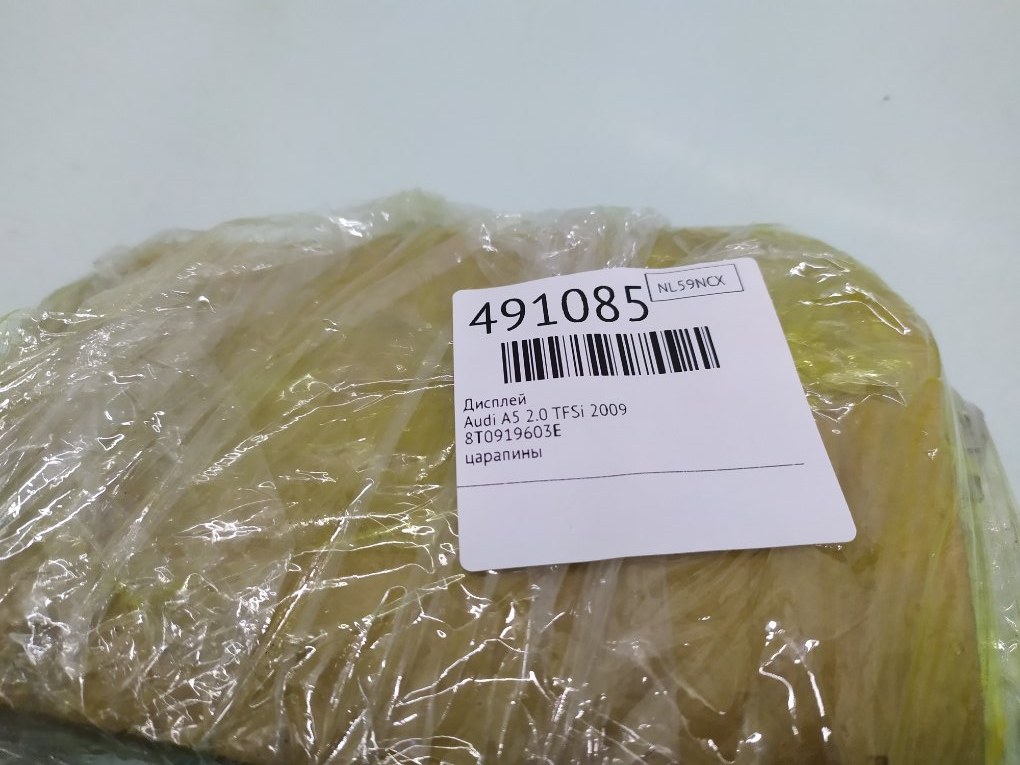 491085
NL59NCX
Дисплей
Audi A5 2.0 TFSi 2009
8T0919603E
царапины